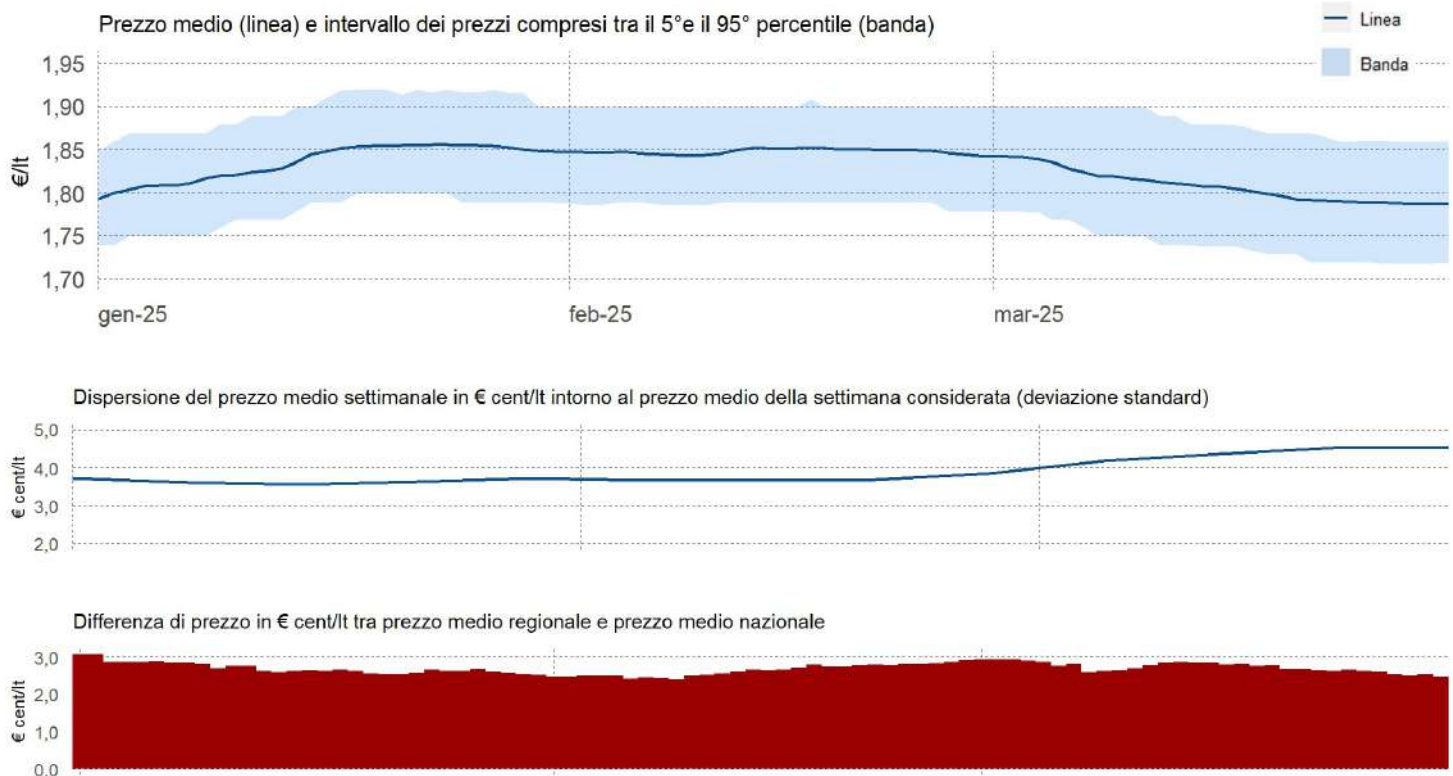 Prezzo medio (linea) e intervallo dei prezzi compresi tra il 5°e il 95° percentile (banda)
Linea
Banda
€/lt
1,95
1,90
1,85
1,80
1,75
1,70
gen-25
feb-25
mar-25
Dispersione del prezzo medio settimanale in € cent/lt intorno al prezzo medio della settimana considerata (deviazione standard)
€ cent/lt
5,0
4,0
3,0
2,0
Differenza di prezzo in € cent/lt tra prezzo medio regionale e prezzo medio nazionale
€ cent/lt
3,0
2,0
1,0
0,0